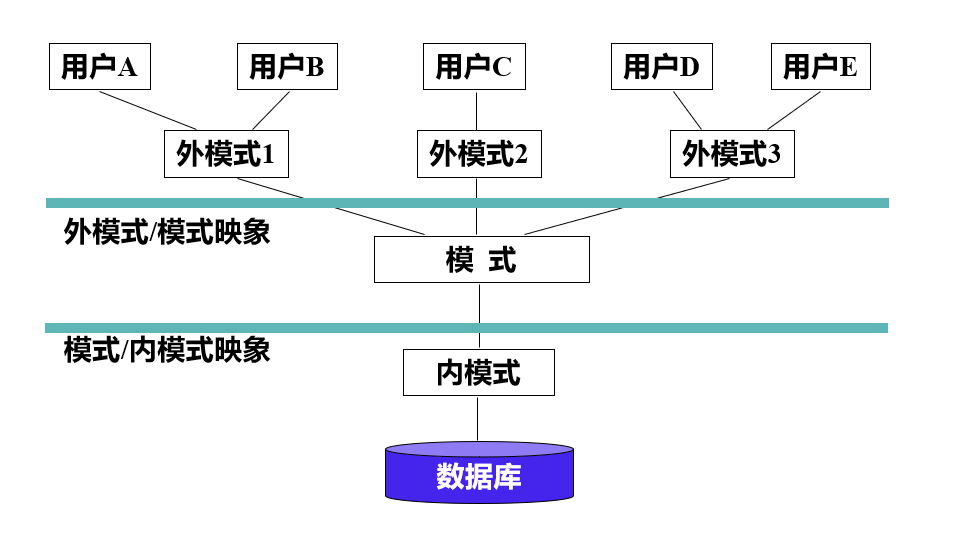 用户A
用户B
用户C
用户D
用户E
外模式1
外模式2
外模式3
外模式/模式映象
模 式
模式/内模式映象
内模式
数据库